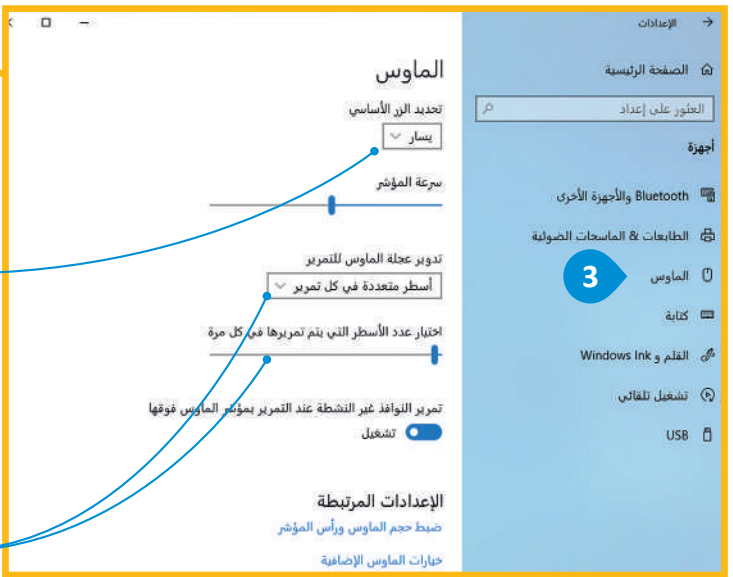 الإعدادات
الصفحة الرئيسية
العثور على إعداد
أجهزة
Bluetooth والأجهزة الأخرى
الطابعات & الماسحات الضوئية
الماوس
3
كتابة
القلم و Windows Ink
تشغيل تلقائي
USB
الماوس
تحديد الزر الأساسي
يسار
سرعة المؤشر
تدوير عجلة الماوس للتمرير
أسطر متعددة في كل تمرير
اختيار عدد الأسطر التي يتم تمريرها في كل مرة
تمرير النوافذ غير النشطة عند التمرير بمؤشر الماوس فوقها
تشغيل
الإعدادات المرتبطة
ضبط حجم الماوس ورأس المؤشر
خيارات الماوس الإضافية